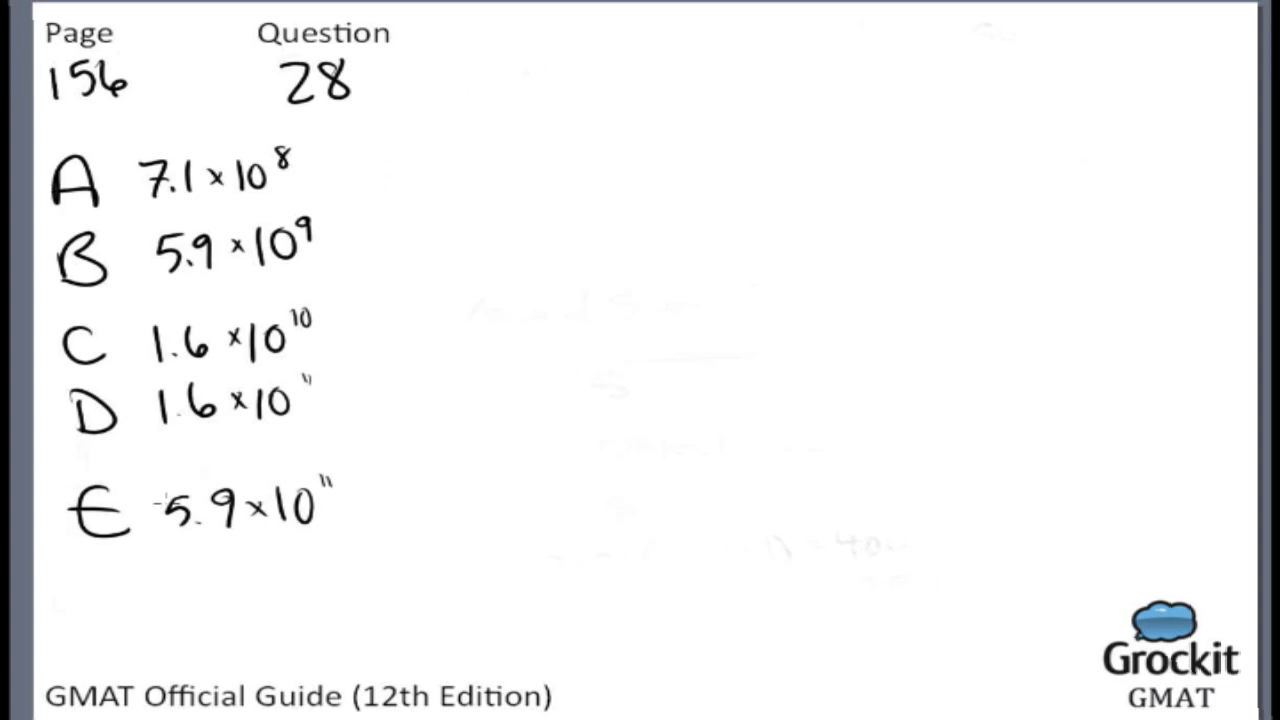 Page Question
156 28
A 7.1 × 10⁸
B 5.9 × 10⁹
C 1.6 × 10¹⁰
D 1.6 × 10¹¹
E 5.9 × 10¹¹
Grockit
GMAT
GMAT Official Guide (12th Edition)